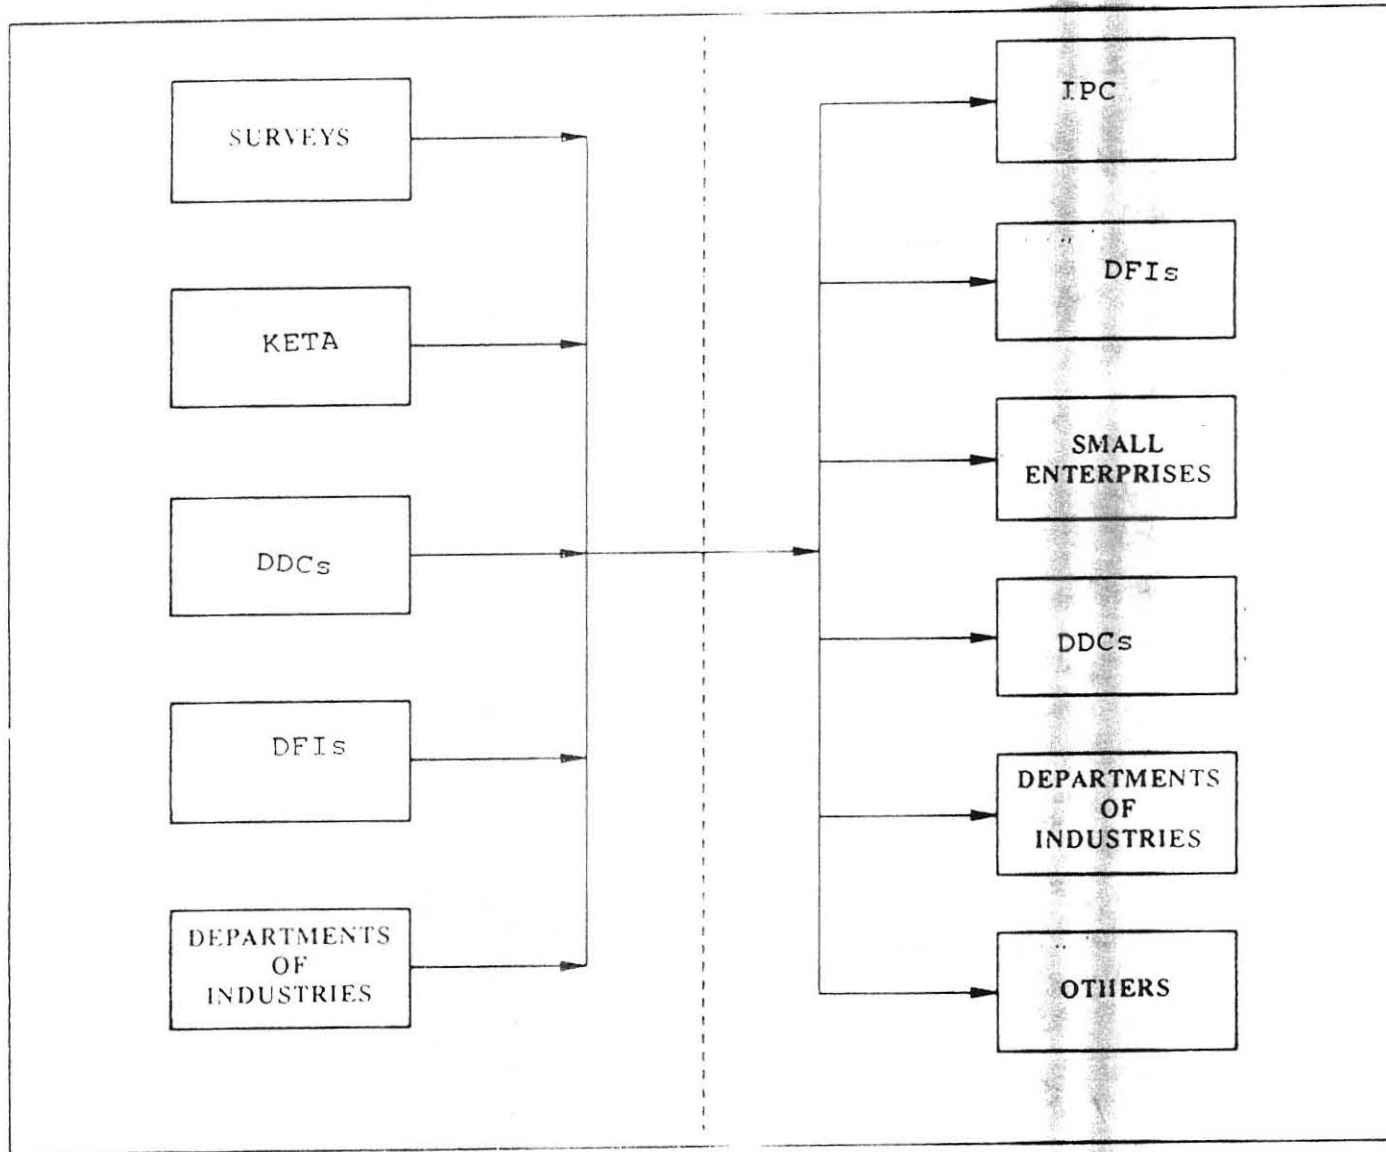 SURVEYS
KETA
DDCs
DFIs
DEPARTMENTS
OF
INDUSTRIES
IPC
DFIs
SMALL
ENTERPRISES
DDCs
DEPARTMENTS
OF
INDUSTRIES
OTHERS